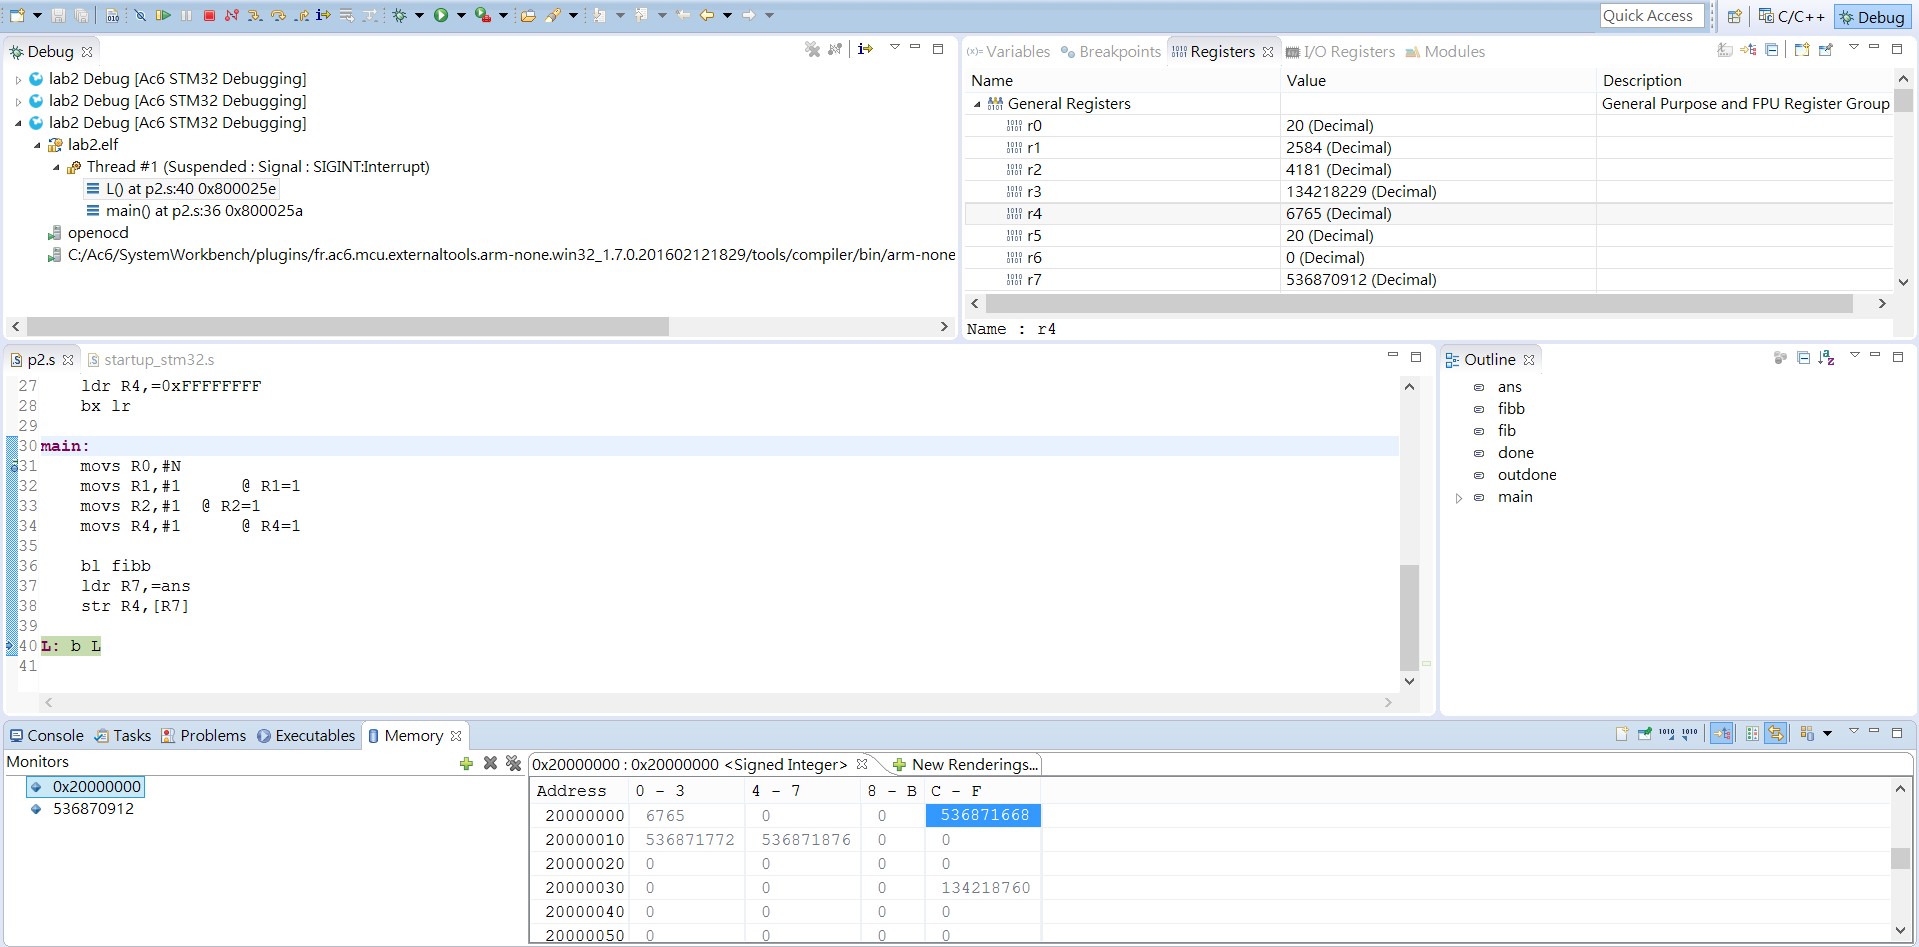 Quick Access
C/C++
Debug
Debug
lab2 Debug [Ac6 STM32 Debugging]
lab2 Debug [Ac6 STM32 Debugging]
lab2 Debug [Ac6 STM32 Debugging]
lab2.elf
Thread #1 (Suspended : Signal : SIGINT:Interrupt)
L() at p2.s:40 0x800025e
main() at p2.s:36 0x800025a
openocd
C:/Ac6/SystemWorkbench/plugins/fr.ac6.mcu.externaltools.arm-none.win32_1.7.0.201602121829/tools/compiler/bin/arm-none
(x)= Variables Breakpoints Registers I/O Registers Modules
Name Value Description
General Registers General Purpose and FPU Register Group
r0 20 (Decimal)
r1 2584 (Decimal)
r2 4181 (Decimal)
r3 134218229 (Decimal)
r4 6765 (Decimal)
r5 20 (Decimal)
r6 0 (Decimal)
r7 536870912 (Decimal)
Name : r4
p2.s startup_stm32.s
27 ldr R4,=0xFFFFFFFF
28 bx lr
29
30 main:
31 movs R0,#N
32 movs R1,#1 @ R1=1
33 movs R2,#1 @ R2=1
34 movs R4,#1 @ R4=1
35
36 bl fibb
37 ldr R7,=ans
38 str R4,[R7]
39
40 L: b L
41
Outline
ans
fibb
fib
done
outdone
main
Console Tasks Problems Executables Memory
Monitors
0x20000000
536870912
0x20000000 : 0x20000000 <Signed Integer> New Renderings...
Address 0 - 3 4 - 7 8 - B C - F
20000000 6765 0 0 536871668
20000010 536871772 536871876 0 0
20000020 0 0 0 0
20000030 0 0 0 134218760
20000040 0 0 0 0
20000050 0 0 0 0